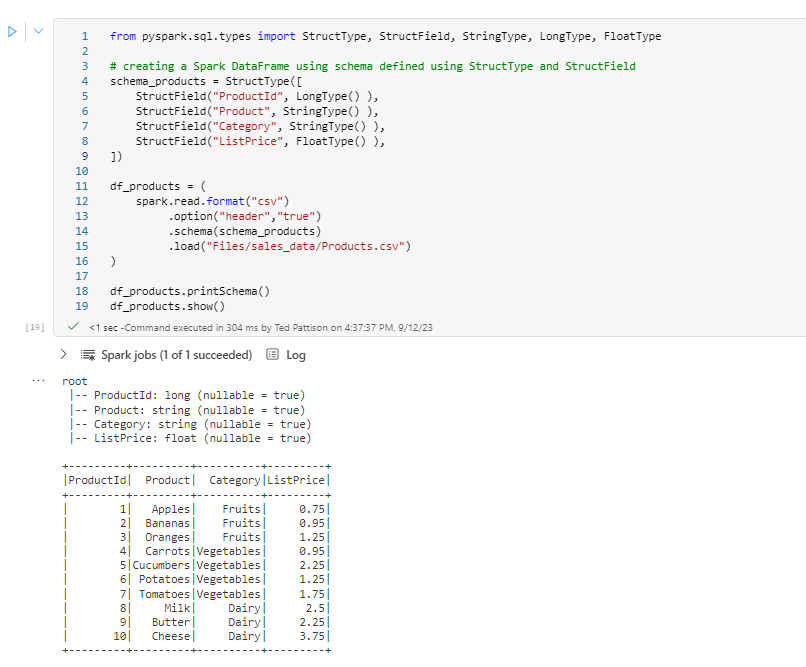 1 from pyspark.sql.types import StructType, StructField, StringType, LongType, FloatType
2
3 # creating a Spark DataFrame using schema defined using StructType and StructField
4 schema_products = StructType([
5     StructField("ProductId", LongType() ),
6     StructField("Product", StringType() ),
7     StructField("Category", StringType() ),
8     StructField("ListPrice", FloatType() ),
9 ])
10
11 df_products = (
12     spark.read.format("csv")
13          .option("header","true")
14          .schema(schema_products)
15          .load("Files/sales_data/Products.csv")
16 )
17
18 df_products.printSchema()
19 df_products.show()
[19] <1 sec -Command executed in 304 ms by Ted Pattison on 4:37:37 PM, 9/12/23
Spark jobs (1 of 1 succeeded) Log
... root
 |-- ProductId: long (nullable = true)
 |-- Product: string (nullable = true)
 |-- Category: string (nullable = true)
 |-- ListPrice: float (nullable = true)
+---------+---------+----------+---------+
|ProductId|  Product|  Category|ListPrice|
+---------+---------+----------+---------+
|        1|   Apples|    Fruits|     0.75|
|        2|  Bananas|    Fruits|     0.95|
|        3|  Oranges|    Fruits|     1.25|
|        4|  Carrots|Vegetables|     0.95|
|        5|Cucumbers|Vegetables|     2.25|
|        6| Potatoes|Vegetables|     1.25|
|        7| Tomatoes|Vegetables|     1.75|
|        8|     Milk|     Dairy|      2.5|
|        9|   Butter|     Dairy|     2.25|
|       10|   Cheese|     Dairy|     3.75|
+---------+---------+----------+---------+